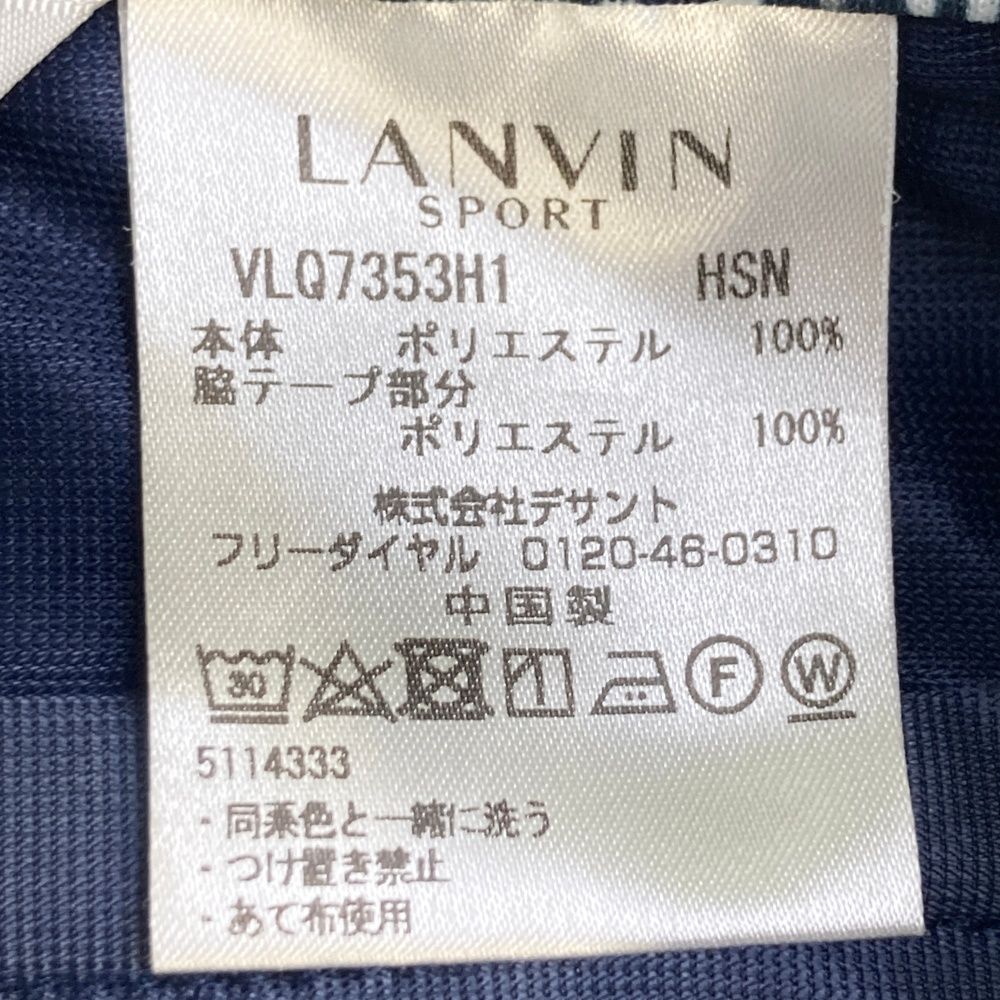 LANVIN
SPORT
VLQ7353H1 HSN
本体 ポリエステル 100%
脇テープ部分
ポリエステル 100%
株式会社デサント
フリーダイヤル 0120-46-0310
中国製
30 F W
5114333
・同系色と一緒に洗う
・つけ置き禁止
・あて布使用